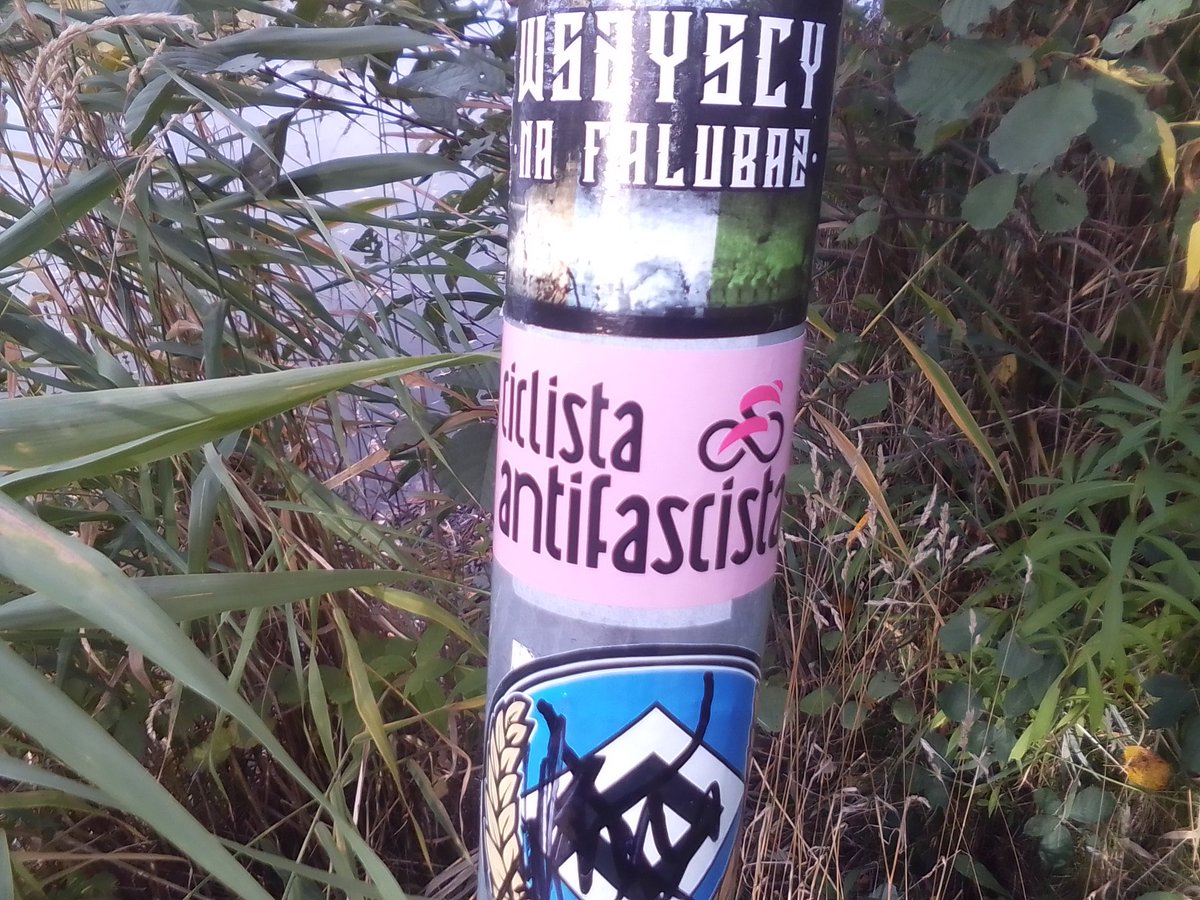 WSZYSCY
·NA FALUBAZ·
ciclista
antifascista